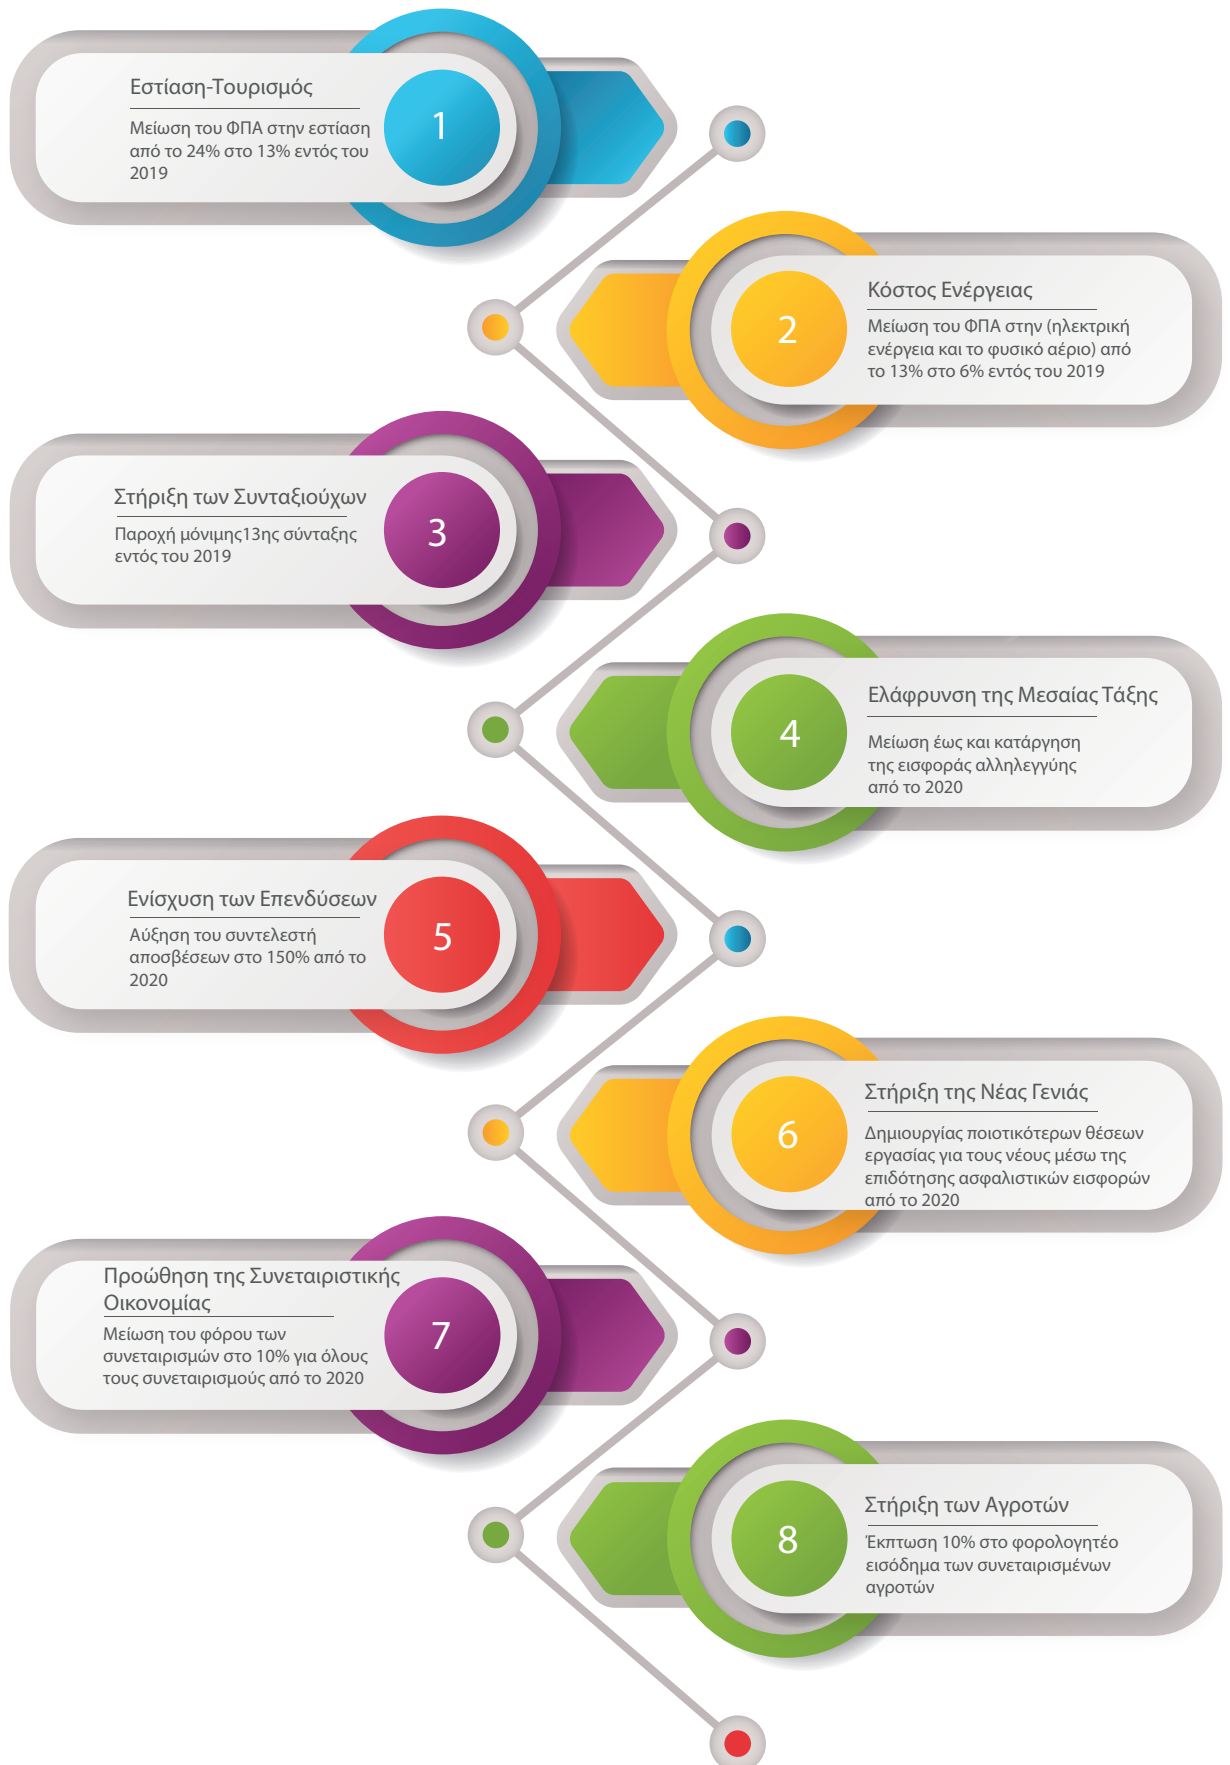 Εστίαση-Τουρισμός
Μείωση του ΦΠΑ στην εστίαση
από το 24% στο 13% εντός του
2019
1
2
Κόστος Ενέργειας
Μείωση του ΦΠΑ στην (ηλεκτρική
ενέργεια και το φυσικό αέριο) από
το 13% στο 6% εντός του 2019
Στήριξη των Συνταξιούχων
Παροχή μόνιμης13ης σύνταξης
εντός του 2019
3
4
Ελάφρυνση της Μεσαίας Τάξης
Μείωση έως και κατάργηση
της εισφοράς αλληλεγγύης
από το 2020
Ενίσχυση των Επενδύσεων
Αύξηση του συντελεστή
αποσβέσεων στο 150% από το
2020
5
6
Στήριξη της Νέας Γενιάς
Δημιουργίας ποιοτικότερων θέσεων
εργασίας για τους νέους μέσω της
επιδότησης ασφαλιστικών εισφορών
από το 2020
Προώθηση της Συνεταιριστικής
Οικονομίας
Μείωση του φόρου των
συνεταιρισμών στο 10% για όλους
τους συνεταιρισμούς από το 2020
7
8
Στήριξη των Αγροτών
Έκπτωση 10% στο φορολογητέο
εισόδημα των συνεταιρισμένων
αγροτών